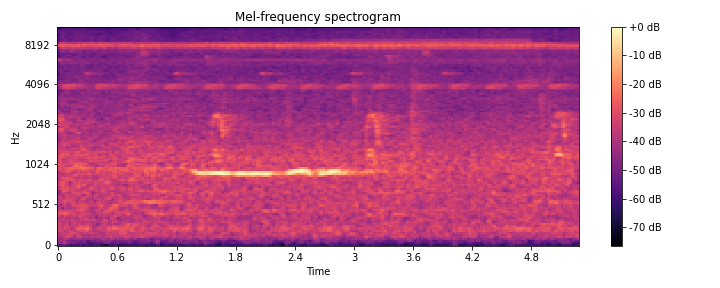 Mel-frequency spectrogram
8192
4096
2048
1024
512
0
Hz
0 0.6 1.2 1.8 2.4 3 3.6 4.2 4.8
Time
+0 dB
-10 dB
-20 dB
-30 dB
-40 dB
-50 dB
-60 dB
-70 dB